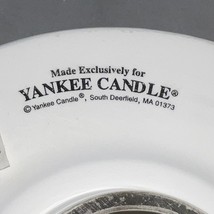 Made Exclusively for
YANKEE CANDLE®
©Yankee Candle®, South Deerfield, MA 01373